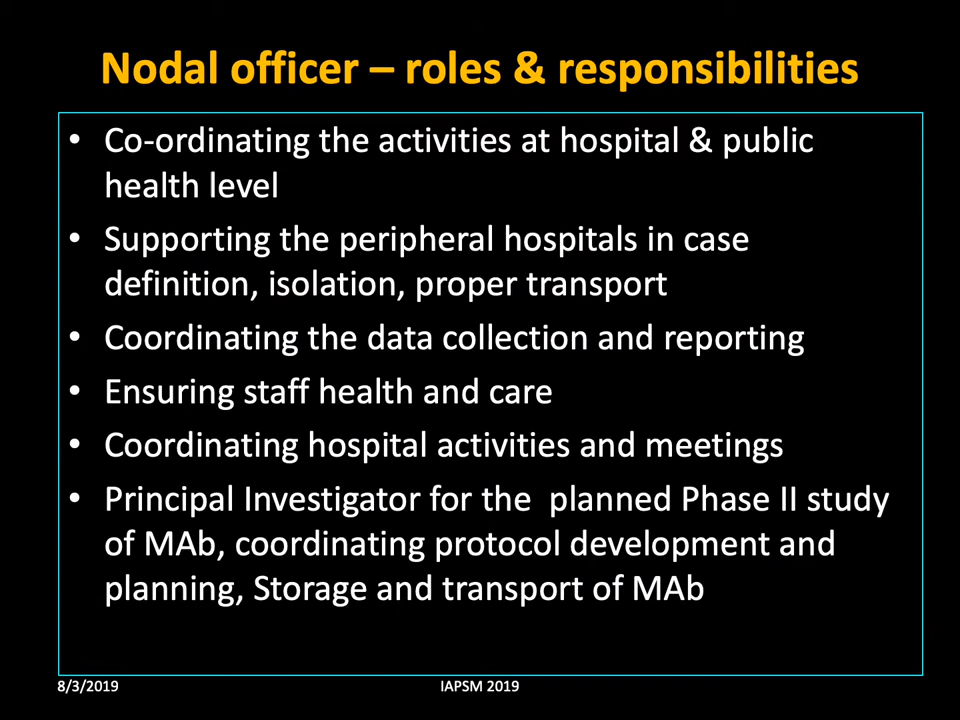 Nodal officer – roles & responsibilities
• Co-ordinating the activities at hospital & public
health level
• Supporting the peripheral hospitals in case
definition, isolation, proper transport
• Coordinating the data collection and reporting
• Ensuring staff health and care
• Coordinating hospital activities and meetings
• Principal Investigator for the  planned Phase II study
of MAb, coordinating protocol development and
planning, Storage and transport of MAb
8/3/2019
IAPSM 2019